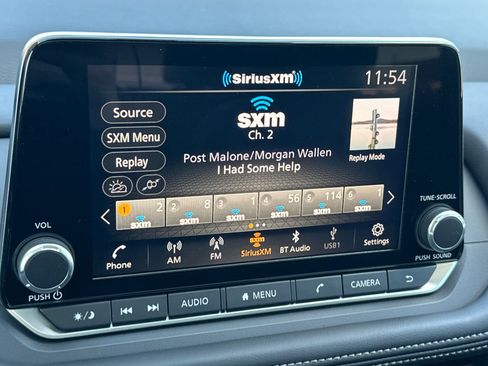 SiriusXM
11:54
Source
SXM Menu
Replay
sxm
Ch. 2
Post Malone/Morgan Wallen
I Had Some Help
Replay Mode
1 2 sxm
2 8 sxm
3 1 sxm
4 56 sxm
5 114 sxm
6 1 sxm
Phone
AM
FM
SiriusXM
BT Audio
USB1
Settings
VOL
PUSH
TUNE·SCROLL
PUSH SOUND
AUDIO
MENU
CAMERA